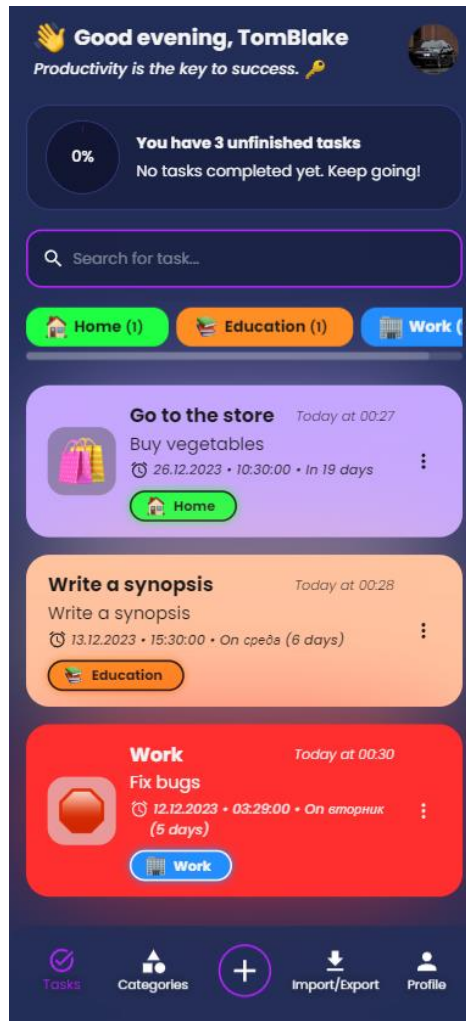 👋 Good evening, TomBlake
Productivity is the key to success. 🔑
0%
You have 3 unfinished tasks
No tasks completed yet. Keep going!
Search for task...
Home (1)
Education (1)
Work (
Go to the store
Today at 00:27
Buy vegetables
26.12.2023 • 10:30:00 • In 19 days
Home
Write a synopsis
Today at 00:28
Write a synopsis
13.12.2023 • 15:30:00 • On среда (6 days)
Education
Work
Today at 00:30
Fix bugs
12.12.2023 • 03:29:00 • On вторник
(5 days)
Work
Tasks
Categories
Import/Export
Profile